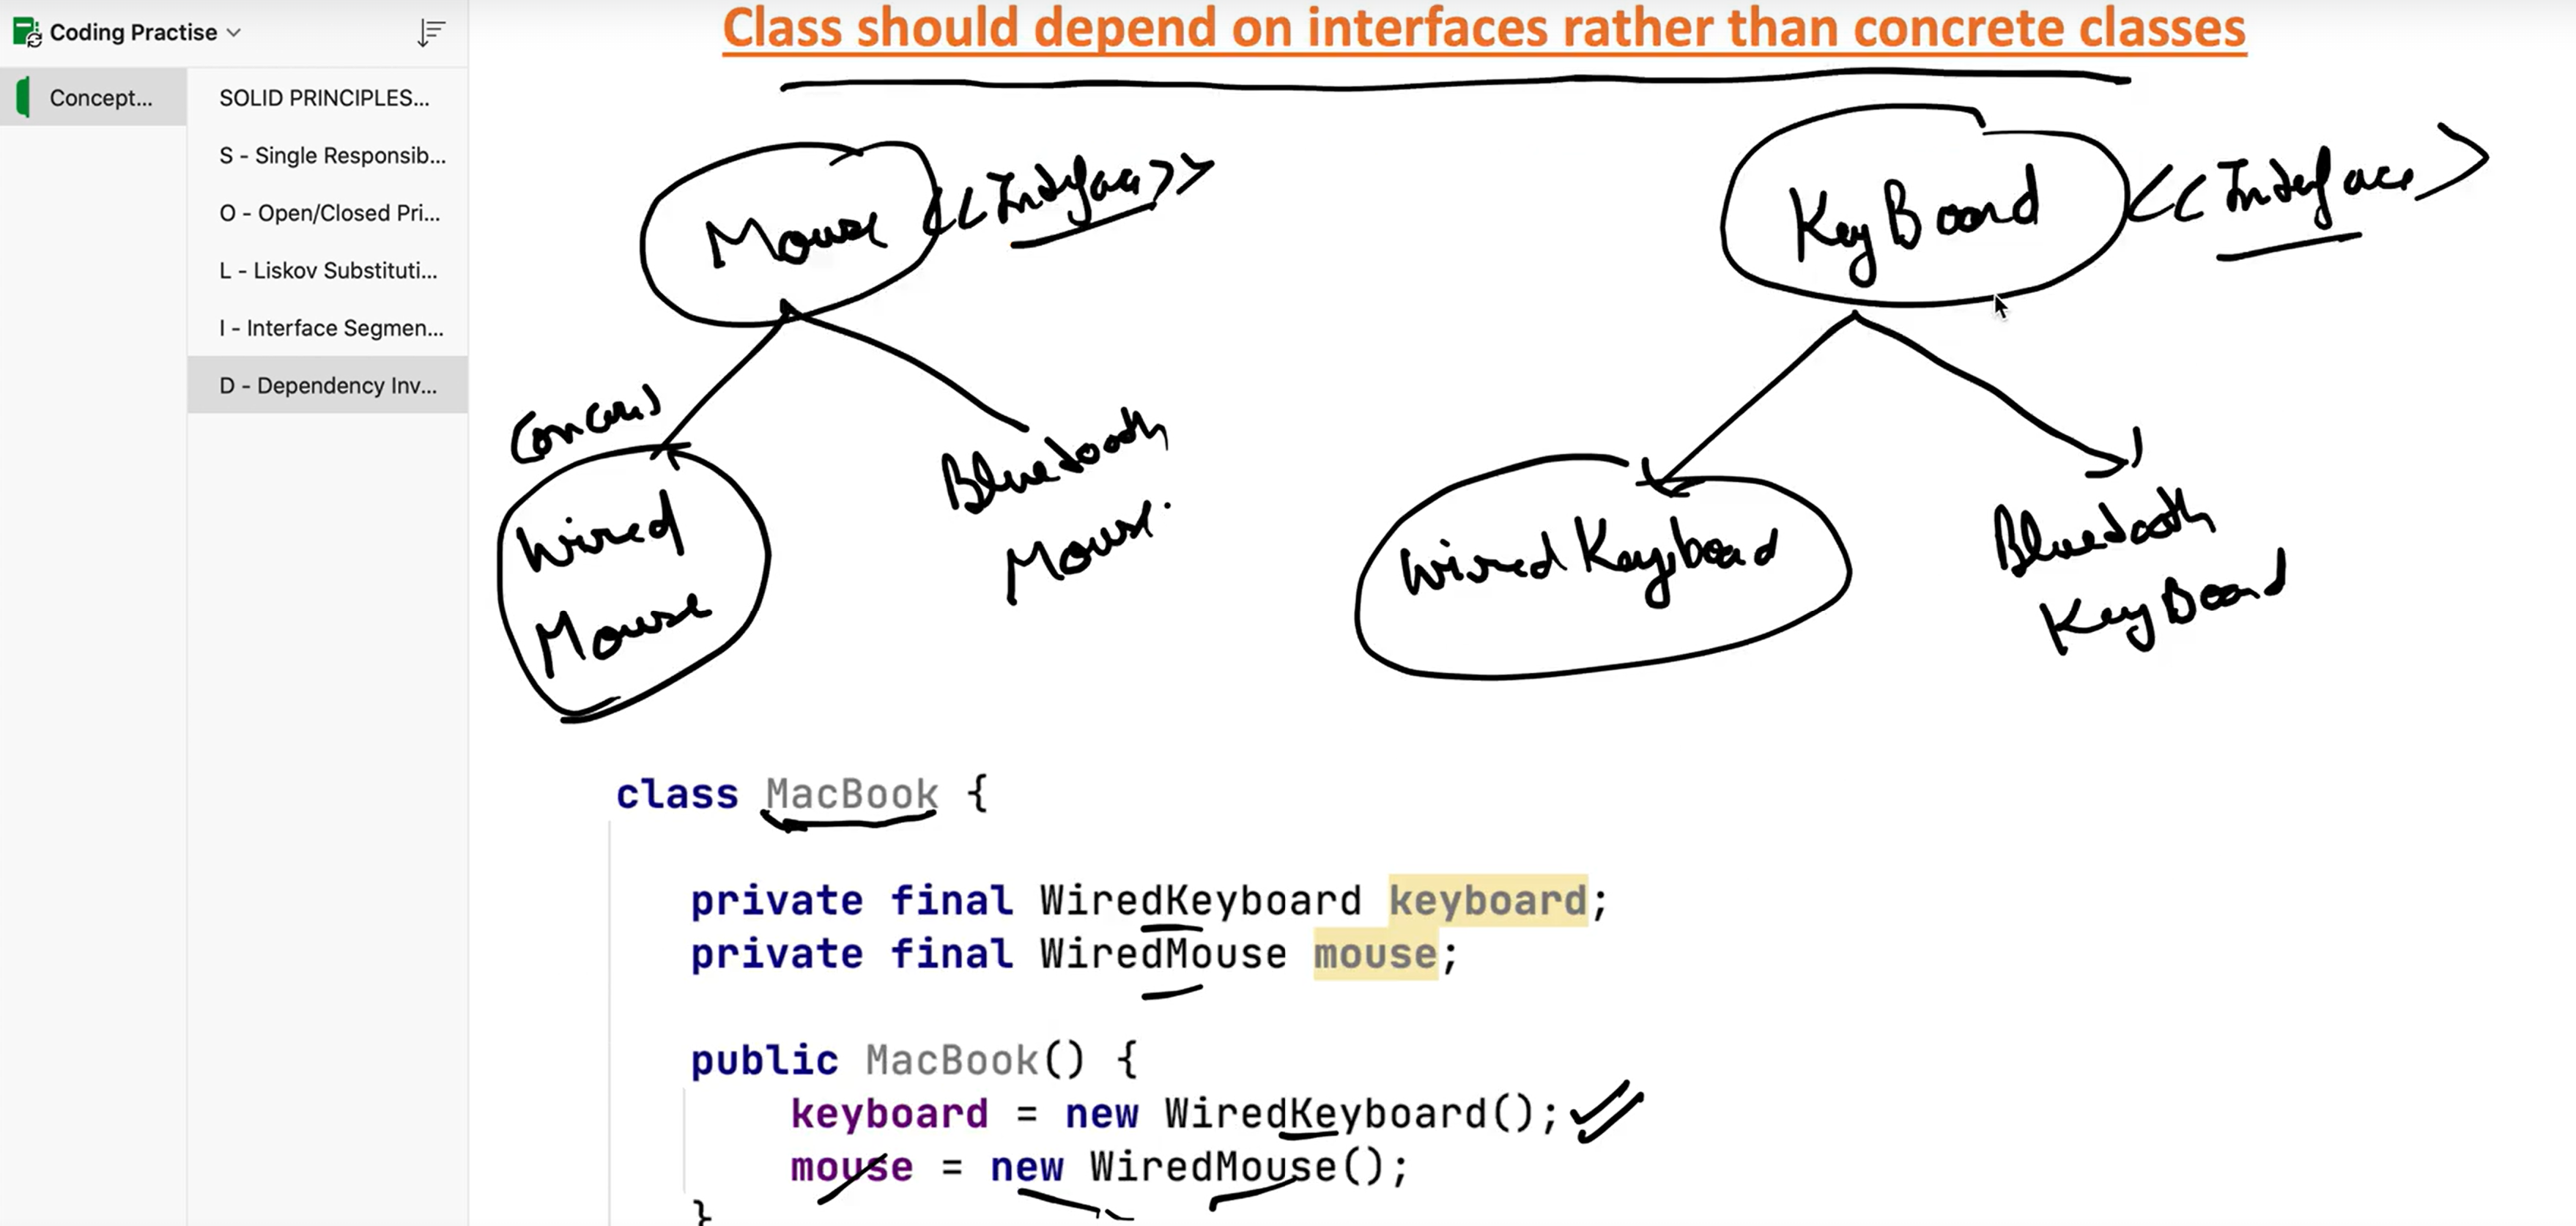 Coding Practise
Concept...
SOLID PRINCIPLES...
S - Single Responsib...
O - Open/Closed Pri...
L - Liskov Substituti...
I - Interface Segmen...
D - Dependency Inv...
Class should depend on interfaces rather than concrete classes
Mouse <<Interface>>
KeyBoard <<Interface>
Wired
Mouse
Bluetooth
Mouse.
Wired Keyboard
Bluetooth
KeyBoard
class MacBook {
private final WiredKeyboard keyboard;
private final WiredMouse mouse;
public MacBook() {
keyboard = new WiredKeyboard();
mouse = new WiredMouse();
}